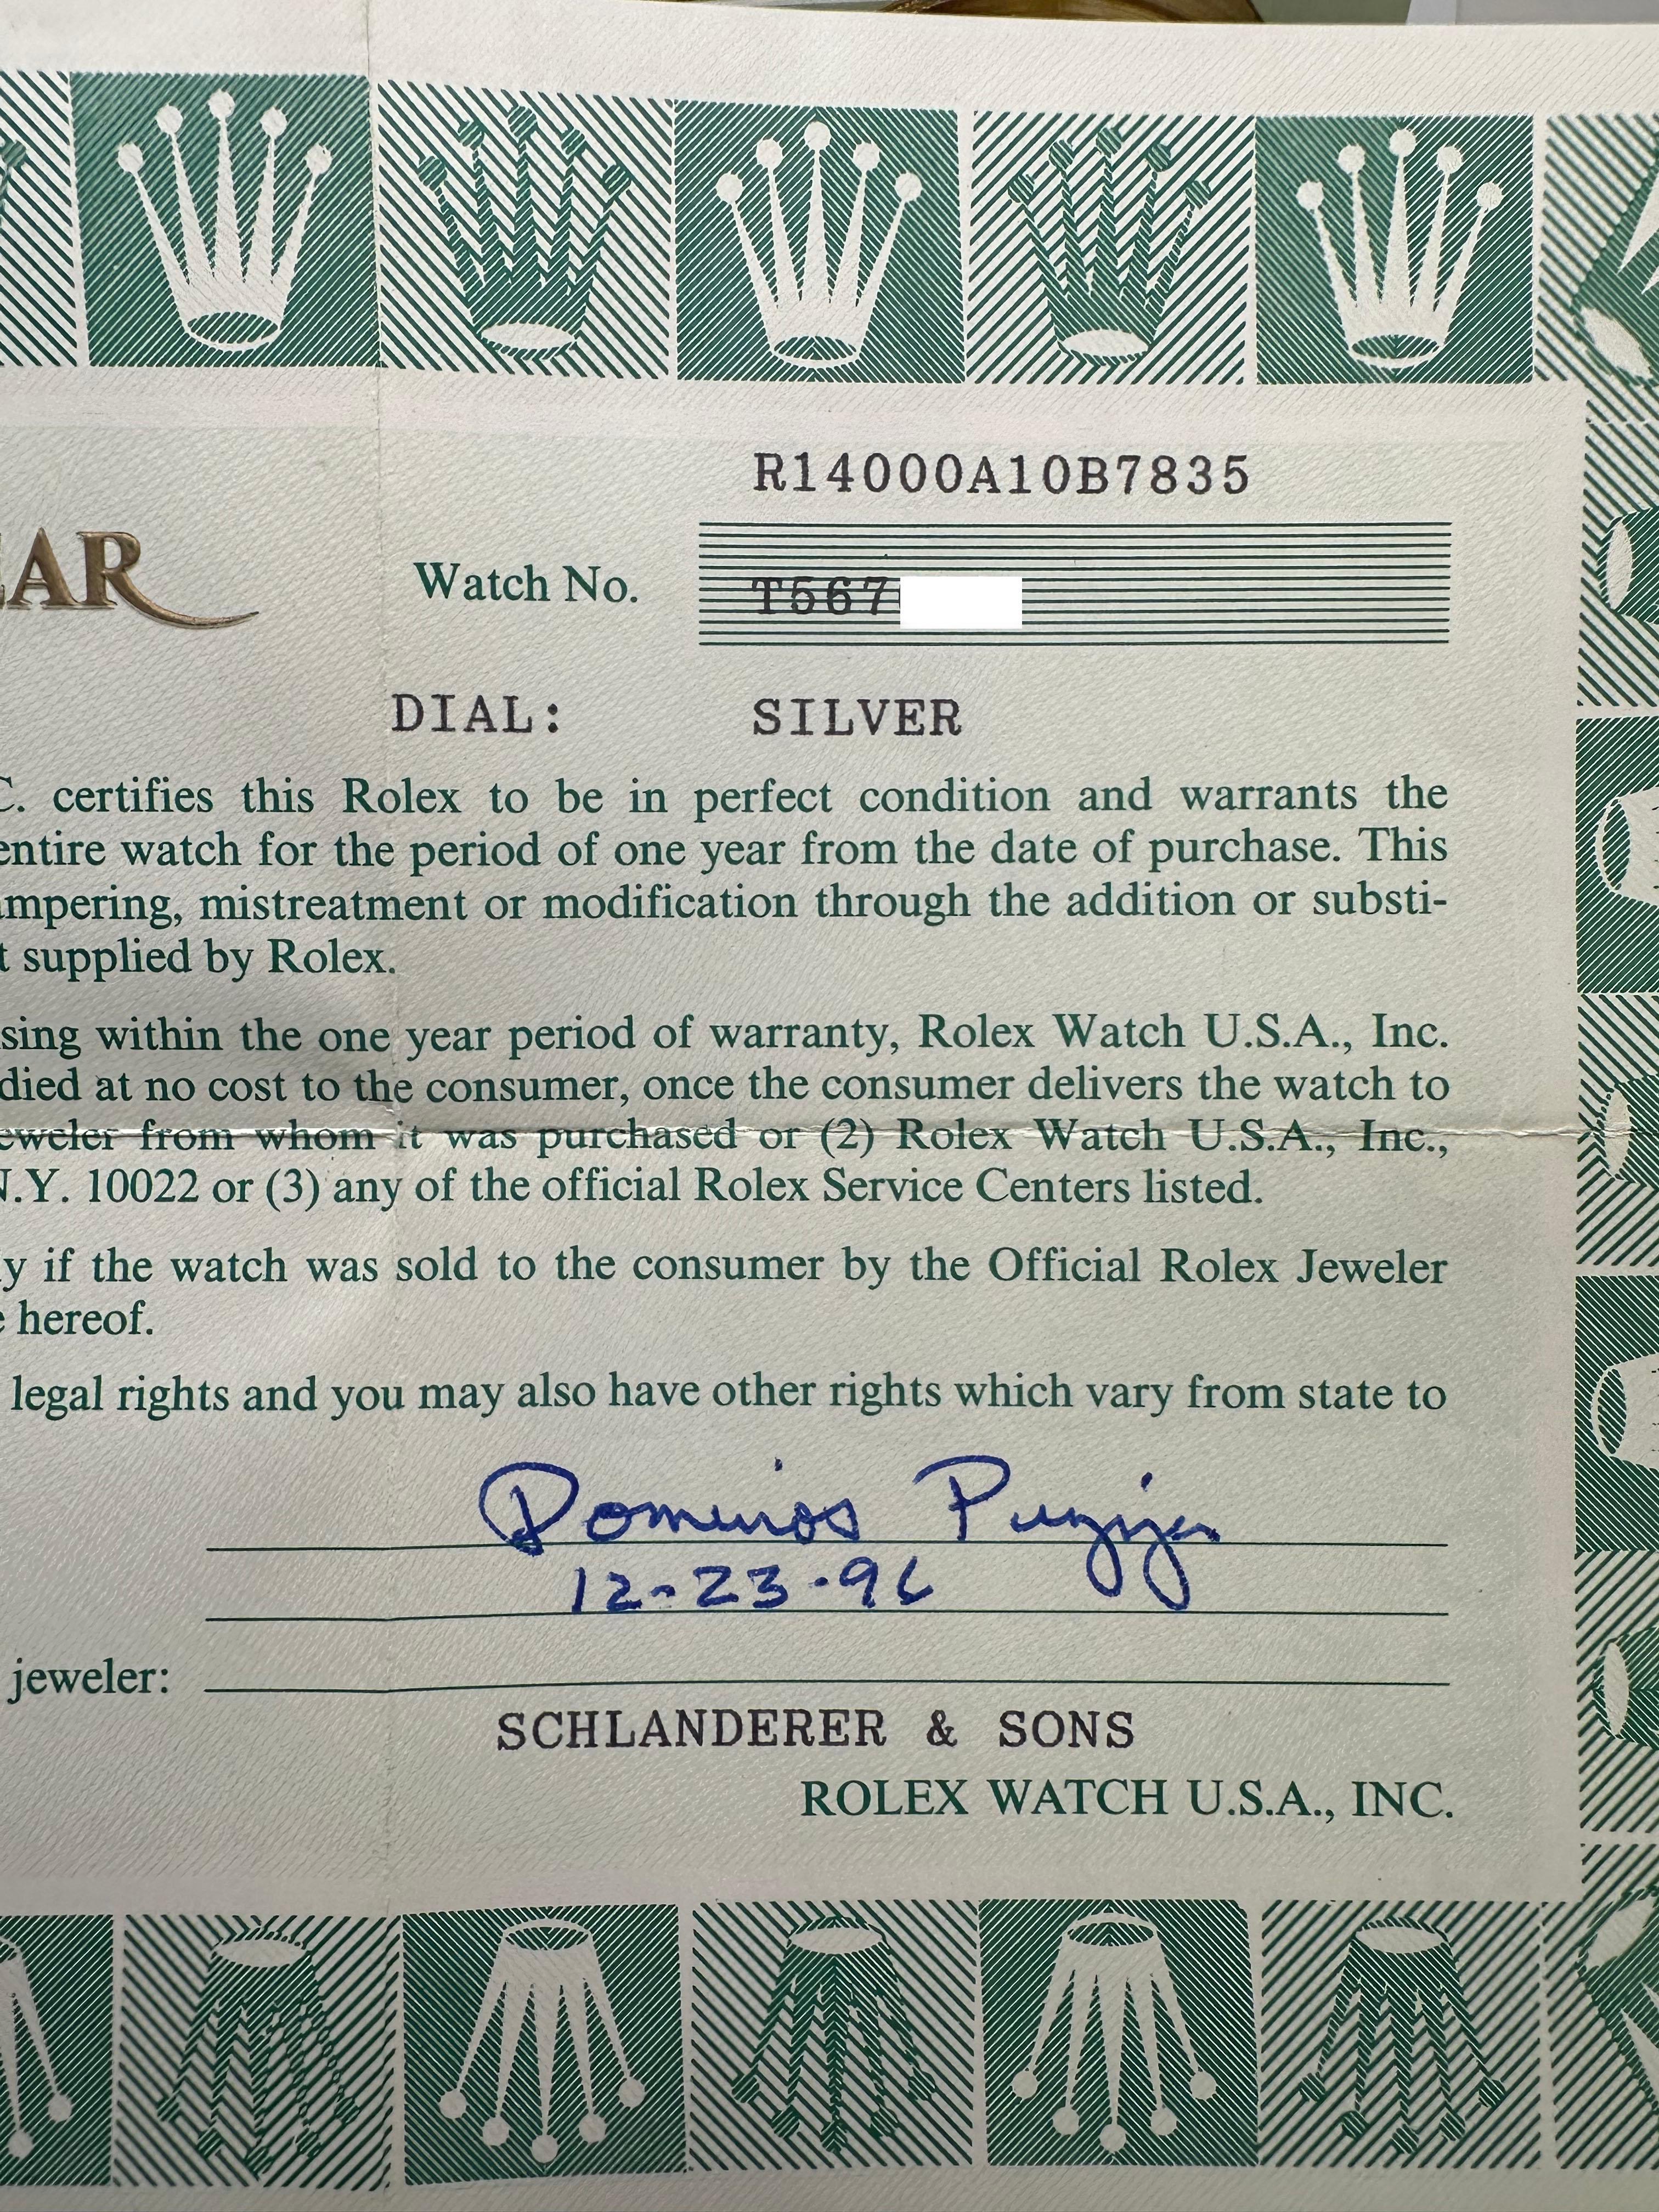 R14000A10B7835
EAR
Watch No.
T567
DIAL: SILVER
C. certifies this Rolex to be in perfect condition and warrants the
entire watch for the period of one year from the date of purchase. This
ampering, mistreatment or modification through the addition or substi-
t supplied by Rolex.
sing within the one year period of warranty, Rolex Watch U.S.A., Inc.
died at no cost to the consumer, once the consumer delivers the watch to
eweler from whom it was purchased or (2) Rolex Watch U.S.A., Inc.,
N.Y. 10022 or (3) any of the official Rolex Service Centers listed.
y if the watch was sold to the consumer by the Official Rolex Jeweler
e hereof.
legal rights and you may also have other rights which vary from state to
Dominos Pizza
12-23-96
jeweler:
SCHLANDERER & SONS
ROLEX WATCH U.S.A., INC.